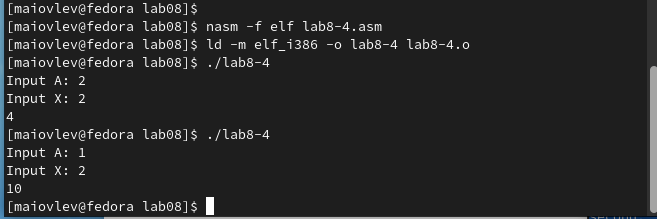 [maiovlev@fedora lab08]$
[maiovlev@fedora lab08]$ nasm -f elf lab8-4.asm
[maiovlev@fedora lab08]$ ld -m elf_i386 -o lab8-4 lab8-4.o
[maiovlev@fedora lab08]$ ./lab8-4
Input A: 2
Input X: 2
4
[maiovlev@fedora lab08]$ ./lab8-4
Input A: 1
Input X: 2
10
[maiovlev@fedora lab08]$